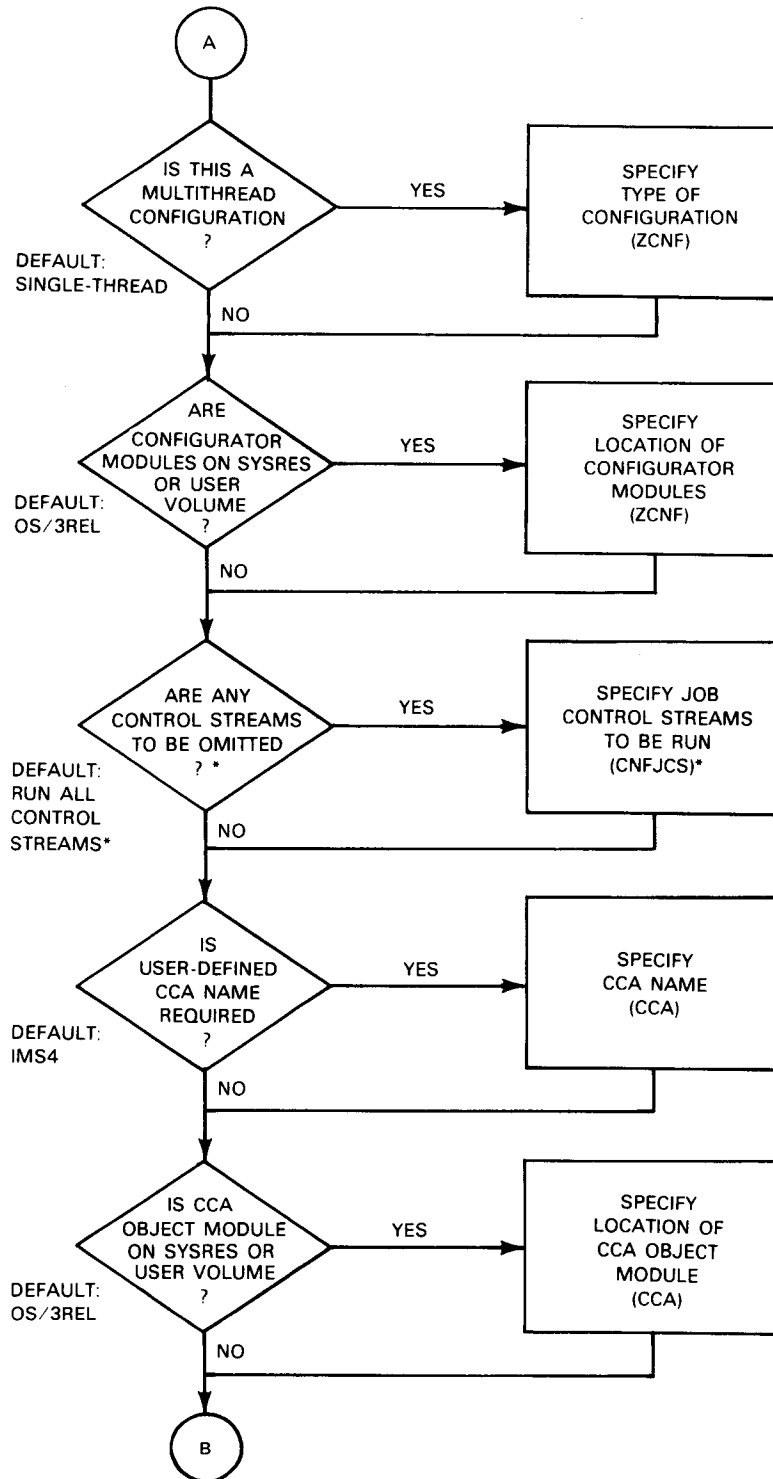 A
IS THIS A
MULTITHREAD
CONFIGURATION
?
YES
SPECIFY
TYPE OF
CONFIGURATION
(ZCNF)
DEFAULT:
SINGLE-THREAD
NO
ARE
CONFIGURATOR
MODULES ON SYSRES
OR USER
VOLUME
?
YES
SPECIFY
LOCATION OF
CONFIGURATOR
MODULES
(ZCNF)
DEFAULT:
OS/3REL
NO
ARE ANY
CONTROL STREAMS
TO BE OMITTED
? *
YES
SPECIFY JOB
CONTROL STREAMS
TO BE RUN
(CNFJCS)*
DEFAULT:
RUN ALL
CONTROL
STREAMS*
NO
IS
USER-DEFINED
CCA NAME
REQUIRED
?
YES
SPECIFY
CCA NAME
(CCA)
DEFAULT:
IMS4
NO
IS CCA
OBJECT MODULE
ON SYSRES OR
USER VOLUME
?
YES
SPECIFY
LOCATION OF
CCA OBJECT
MODULE
(CCA)
DEFAULT:
OS/3REL
NO
B